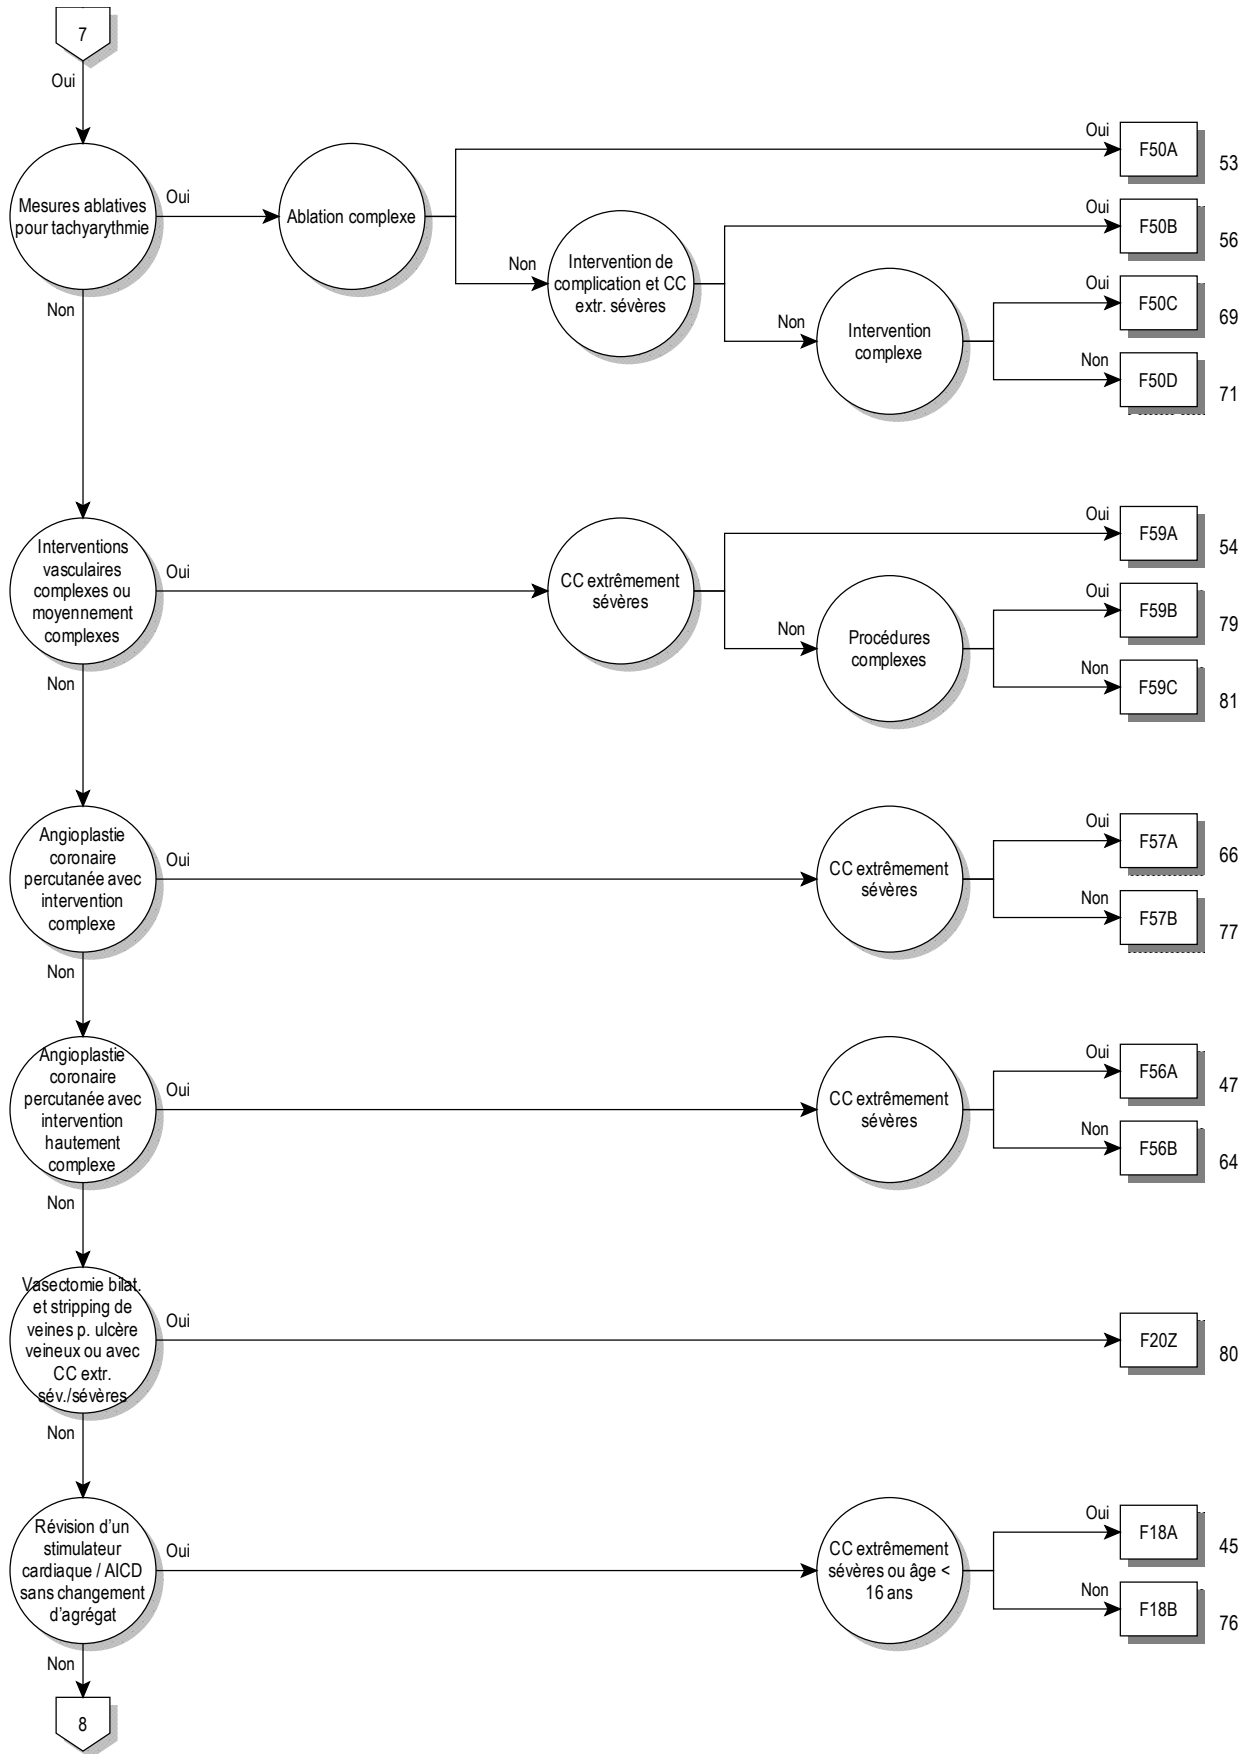 7
Oui
Mesures ablatives
pour tachyarythmie
Oui
Ablation complexe
Oui
F50A
53
Non
Intervention de
complication et CC
extr. sévères
Oui
F50B
56
Non
Intervention
complexe
Oui
F50C
69
Non
F50D
71
Non
Interventions
vasculaires
complexes ou
moyennement
complexes
Oui
CC extrêmement
sévères
Oui
F59A
54
Non
Procédures
complexes
Oui
F59B
79
Non
F59C
81
Non
Angioplastie
coronaire
percutanée avec
intervention
complexe
Oui
CC extrêmement
sévères
Oui
F57A
66
Non
F57B
77
Non
Angioplastie
coronaire
percutanée avec
intervention
hautement
complexe
Oui
CC extrêmement
sévères
Oui
F56A
47
Non
F56B
64
Non
Vasectomie bilat.
et stripping de
veines p. ulcère
veineux ou avec
CC extr.
sév./sévères
Oui
F20Z
80
Non
Révision d'un
stimulateur
cardiaque / AICD
sans changement
d'agrégat
Oui
CC extrêmement
sévères ou âge <
16 ans
Oui
F18A
45
Non
F18B
76
Non
8